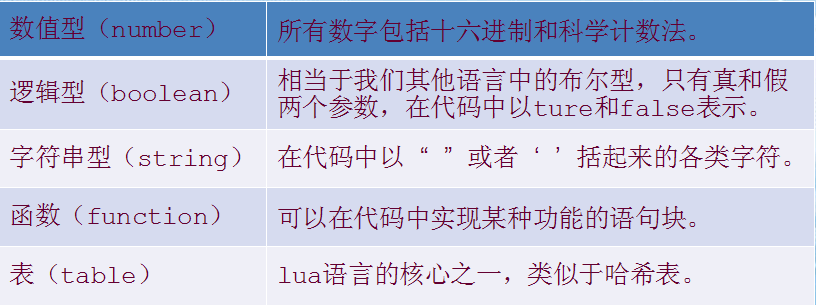 数值型（number）
所有数字包括十六进制和科学计数法。
逻辑型（boolean）
相当于我们其他语言中的布尔型，只有真和假
两个参数，在代码中以ture和false表示。
字符串型（string）
在代码中以“ ”或者‘ ’括起来的各类字符。
函数（function）
可以在代码中实现某种功能的语句块。
表（table）
lua语言的核心之一，类似于哈希表。